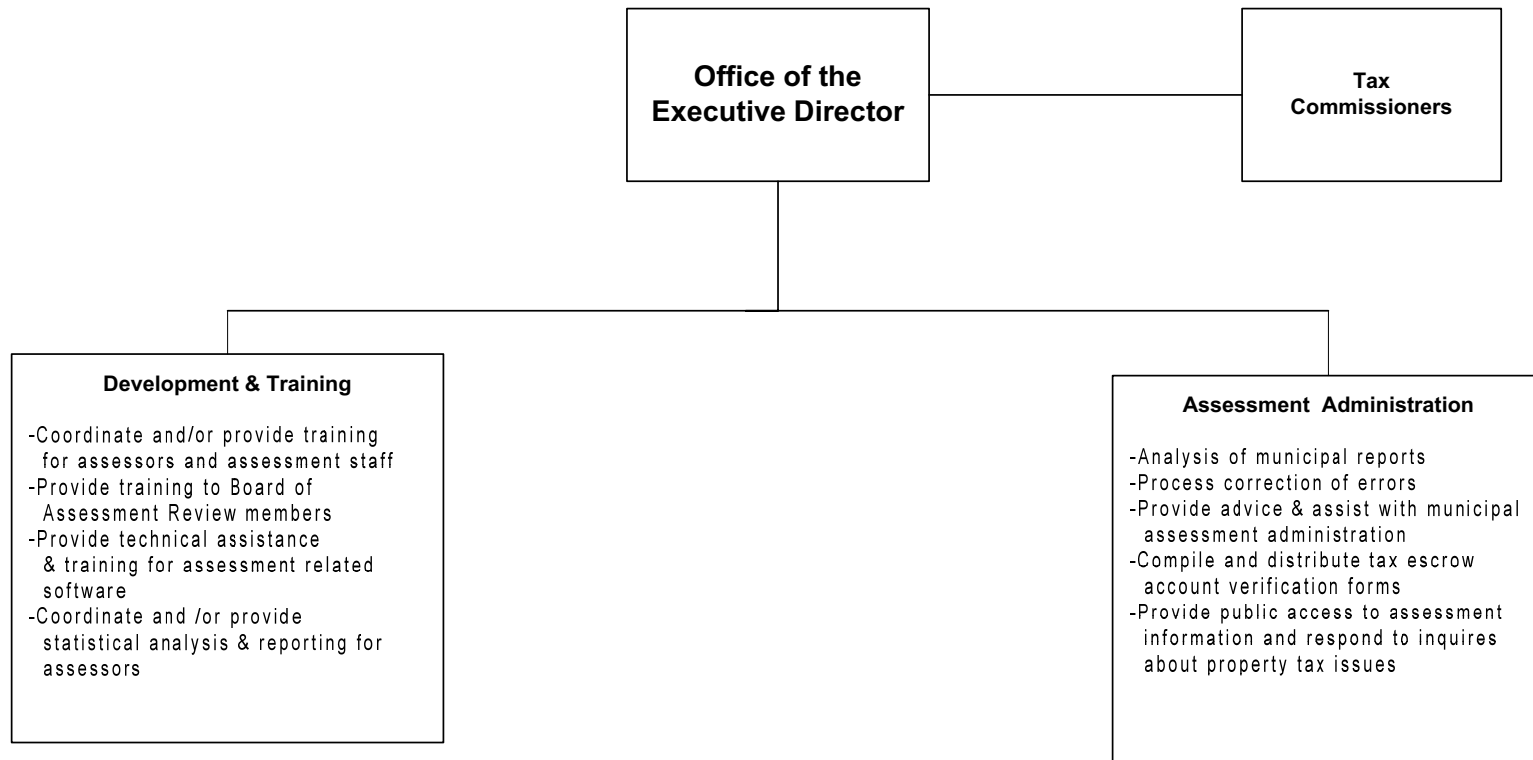 Office of the
Executive Director
Tax
Commissioners
Development & Training
-Coordinate and/or provide training
for assessors and assessment staff
-Provide training to Board of
Assessment Review members
-Provide technical assistance
& training for assessment related
software
-Coordinate and /or provide
statistical analysis & reporting for
assessors
Assessment Administration
-Analysis of municipal reports
-Process correction of errors
-Provide advice & assist with municipal
assessment administration
-Compile and distribute tax escrow
account verification forms
-Provide public access to assessment
information and respond to inquires
about property tax issues